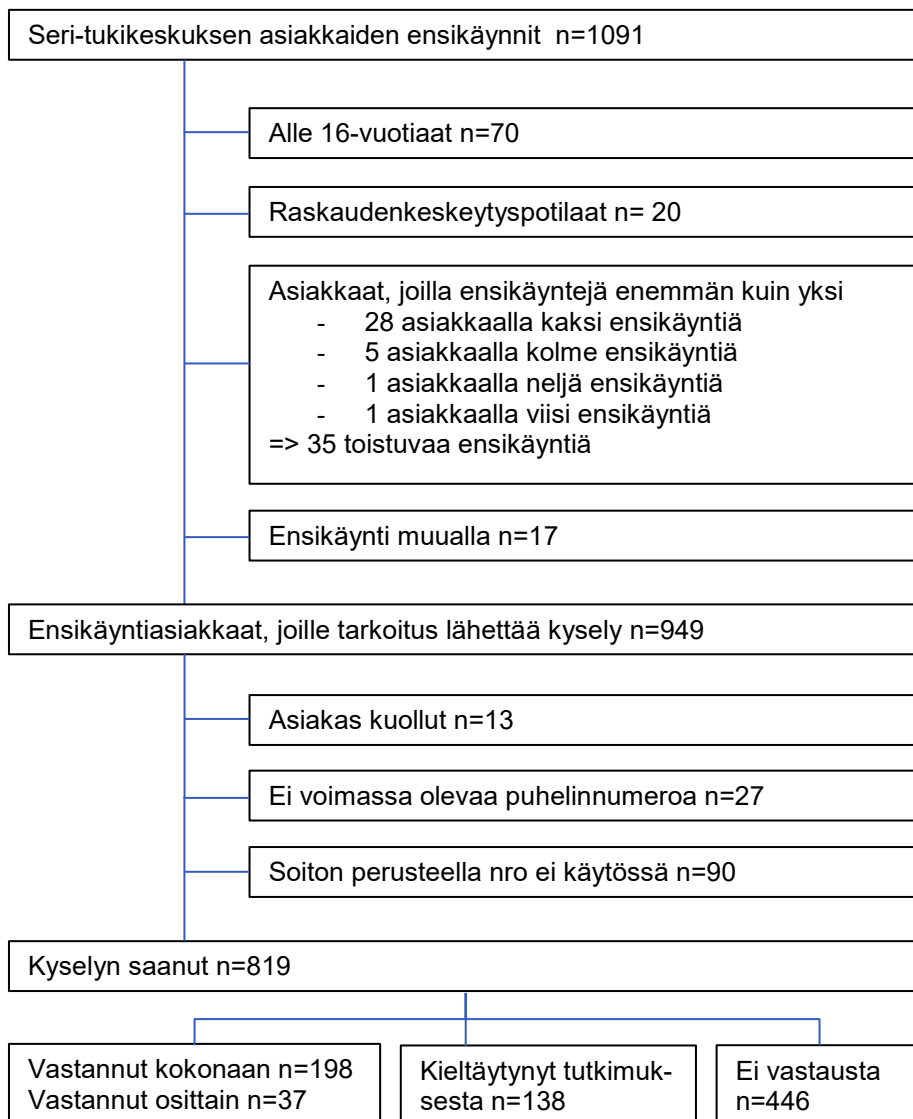 Seri-tukikeskuksen asiakkaiden ensikäynnit n=1091
Alle 16-vuotiaat n=70
Raskaudenkeskeytyspotilaat n= 20
Asiakkaat, joilla ensikäyntejä enemmän kuin yksi
- 28 asiakkaalla kaksi ensikäyntiä
- 5 asiakkaalla kolme ensikäyntiä
- 1 asiakkaalla neljä ensikäyntiä
- 1 asiakkaalla viisi ensikäyntiä
=> 35 toistuvaa ensikäyntiä
Ensikäynti muualla n=17
Ensikäyntiasiakkaat, joille tarkoitus lähettää kysely n=949
Asiakas kuollut n=13
Ei voimassa olevaa puhelinnumeroa n=27
Soiton perusteella nro ei käytössä n=90
Kyselyn saanut n=819
Vastannut kokonaan n=198
Vastannut osittain n=37
Kieltäytynyt tutkimuk-
sesta n=138
Ei vastausta
n=446